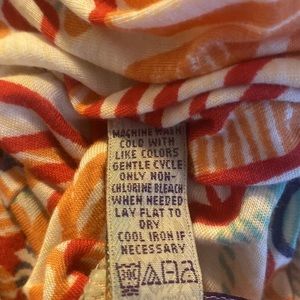 MACHINE WASH
COLD WITH
LIKE COLORS
GENTLE CYCLE
ONLY NON-
CHLORINE BLEACH
WHEN NEEDED
LAY FLAT TO
DRY
COOL IRON IF
NECESSARY